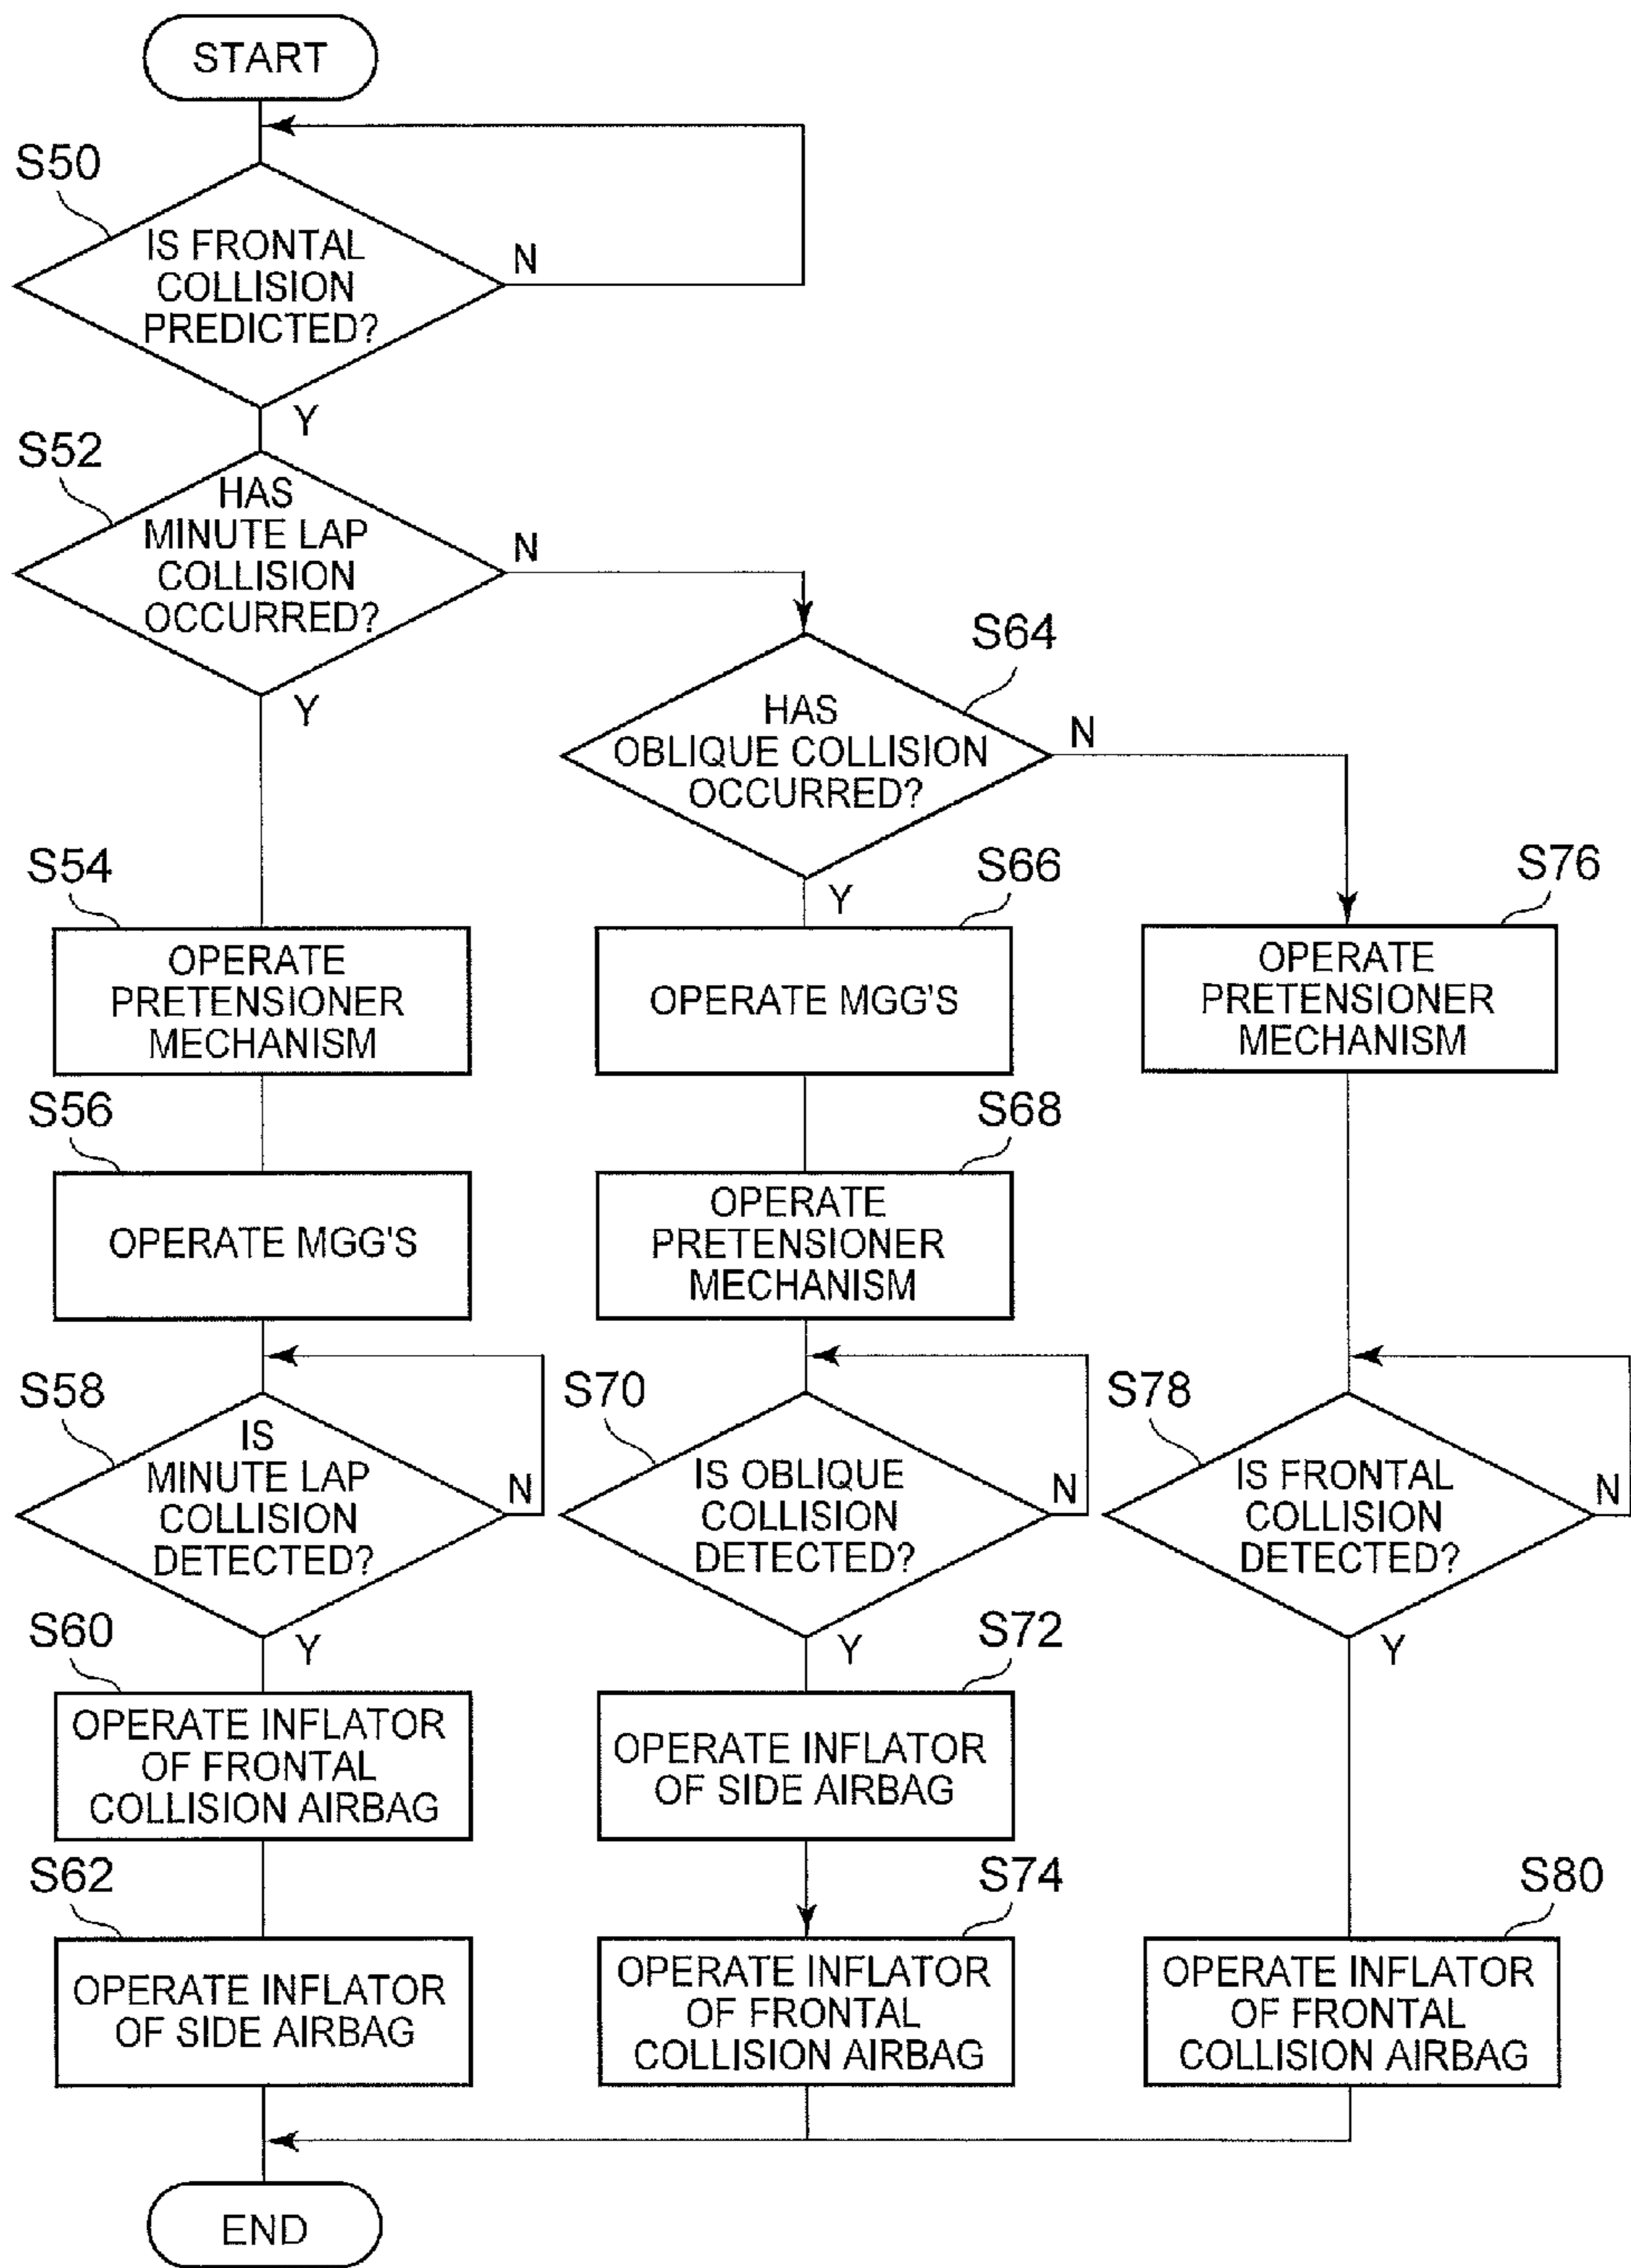 START
S50
IS FRONTAL
COLLISION
PREDICTED?
N
Y
S52
HAS
MINUTE LAP
COLLISION
OCCURRED?
N
Y
S64
HAS
OBLIQUE COLLISION
OCCURRED?
N
Y
S54
OPERATE
PRETENSIONER
MECHANISM
S66
OPERATE MGG'S
S76
OPERATE
PRETENSIONER
MECHANISM
S56
OPERATE MGG'S
S68
OPERATE
PRETENSIONER
MECHANISM
S58
IS
MINUTE LAP
COLLISION
DETECTED?
N
Y
S70
IS OBLIQUE
COLLISION
DETECTED?
N
Y
S78
IS FRONTAL
COLLISION
DETECTED?
N
Y
S60
OPERATE INFLATOR
OF FRONTAL
COLLISION AIRBAG
S72
OPERATE INFLATOR
OF SIDE AIRBAG
S62
OPERATE INFLATOR
OF SIDE AIRBAG
S74
OPERATE INFLATOR
OF FRONTAL
COLLISION AIRBAG
S80
OPERATE INFLATOR
OF FRONTAL
COLLISION AIRBAG
END